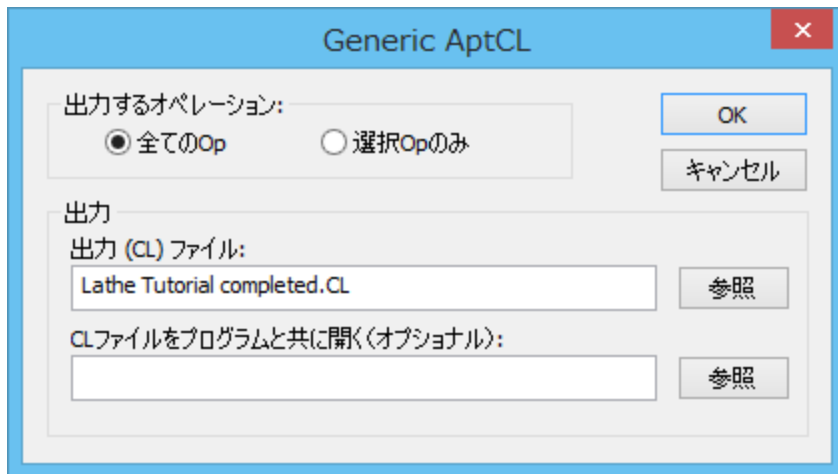 Generic AptCL
出力するオペレーション:
全てのOp
選択Opのみ
OK
キャンセル
出力
出力 (CL) ファイル:
Lathe Tutorial completed.CL
参照
CLファイルをプログラムと共に開く(オプショナル):
参照